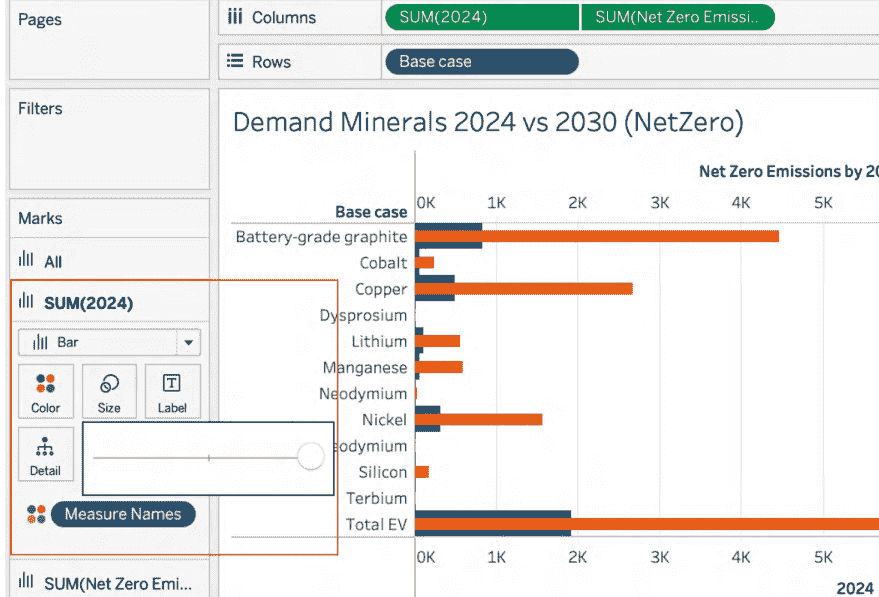 Pages
Columns
SUM(2024)
SUM(Net Zero Emissi..
Rows
Base case
Filters
Demand Minerals 2024 vs 2030 (NetZero)
Net Zero Emissions by 20
Base case
0K 1K 2K 3K 4K 5K
Marks
All
SUM(2024)
Bar
Color Size Label
Detail
Measure Names
SUM(Net Zero Emi...
Battery-grade graphite
Cobalt
Copper
Dysprosium
Lithium
Manganese
Neodymium
Nickel
eodymium
Silicon
Terbium
Total EV
0K 1K 2K 3K 4K 5K
2024